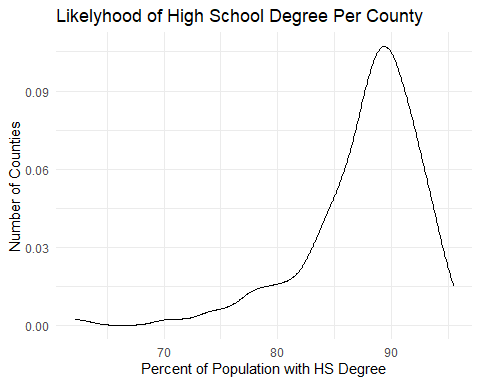 Likelyhood of High School Degree Per County
Number of Counties
0.09
0.06
0.03
0.00
70
80
90
Percent of Population with HS Degree